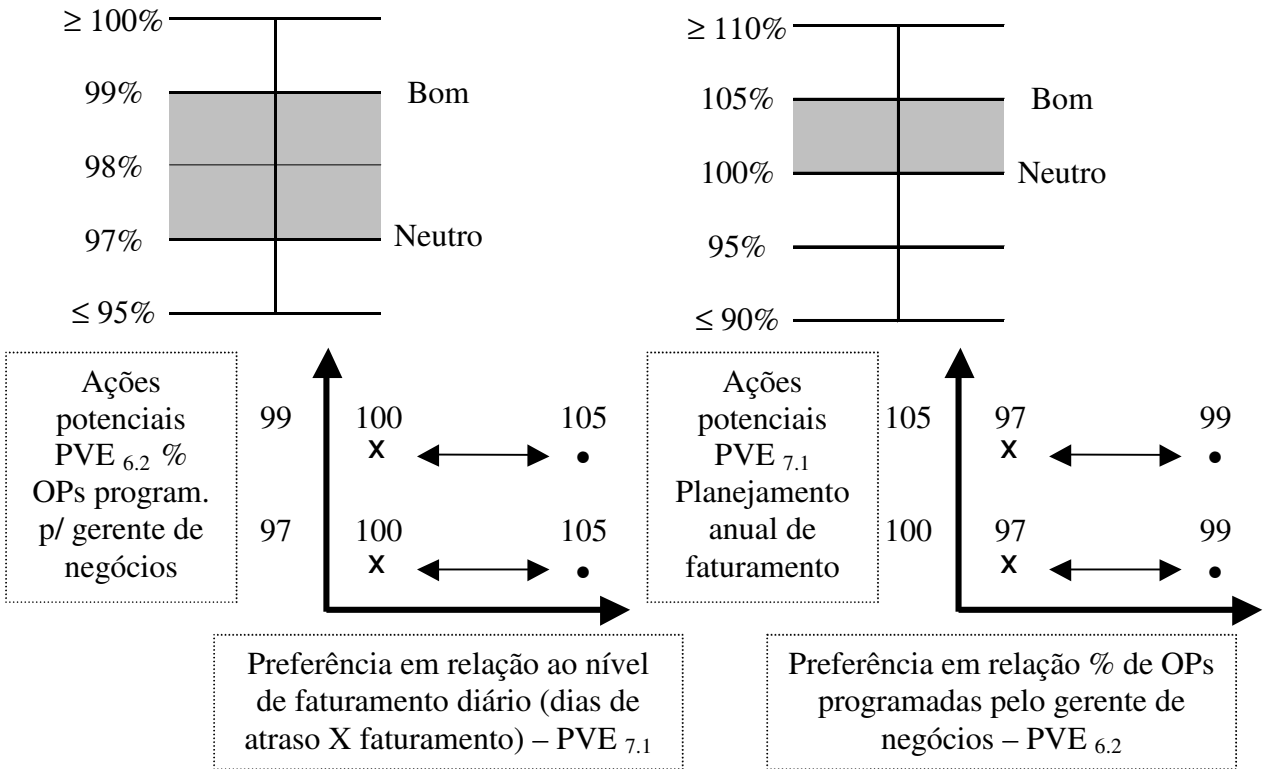 ≥ 100%
99% Bom
98%
97% Neutro
≤ 95%
≥ 110%
105% Bom
100% Neutro
95%
≤ 90%
Ações
potenciais
PVE 6.2 %
OPs program.
p/ gerente de
negócios
99 100 105
x
97 100 105
x
Preferência em relação ao nível
de faturamento diário (dias de
atraso X faturamento) – PVE 7.1
Ações
potenciais
PVE 7.1
Planejamento
anual de
faturamento
105 97 99
x
100 97 99
x
Preferência em relação % de OPs
programadas pelo gerente de
negócios – PVE 6.2